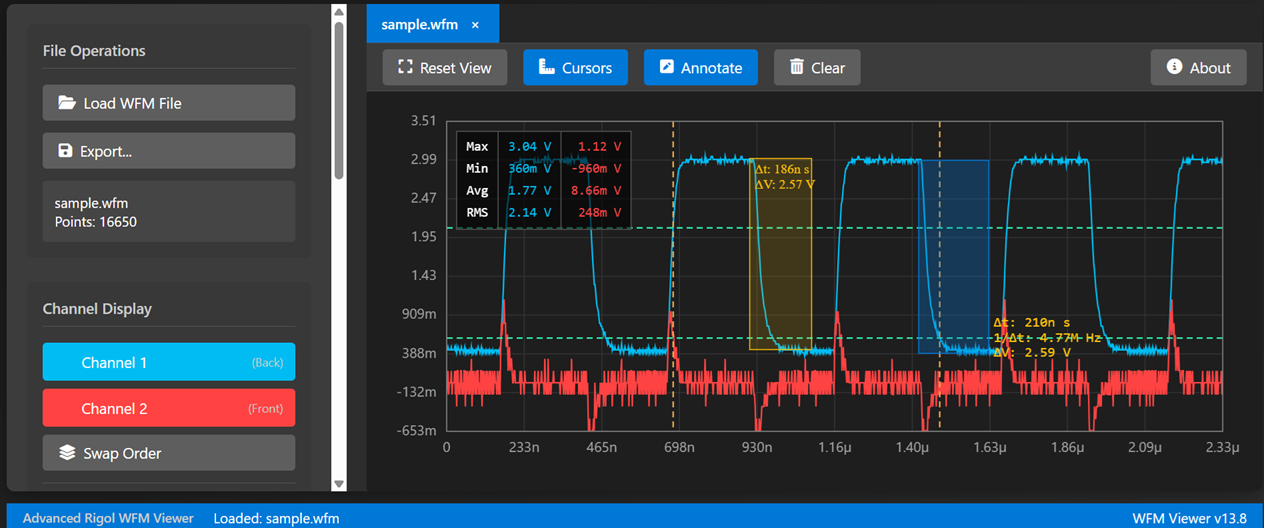 File Operations
Load WFM File
Export...
sample.wfm
Points: 16650
Channel Display
Channel 1 (Back)
Channel 2 (Front)
Swap Order
sample.wfm ×
Reset View Cursors Annotate Clear About
3.51
2.99
2.47
1.95
1.43
909m
388m
-132m
-653m
Max 3.04 V 1.12 V
Min 360m V -960m V
Avg 1.77 V 8.66m V
RMS 2.14 V 248m V
Δt: 186n s
ΔV: 2.57 V
Δt: 210n s
1/Δt: 4.77M Hz
ΔV: 2.59 V
0 233n 465n 698n 930n 1.16µ 1.40µ 1.63µ 1.86µ 2.09µ 2.33µ
Advanced Rigol WFM Viewer Loaded: sample.wfm WFM Viewer v13.8